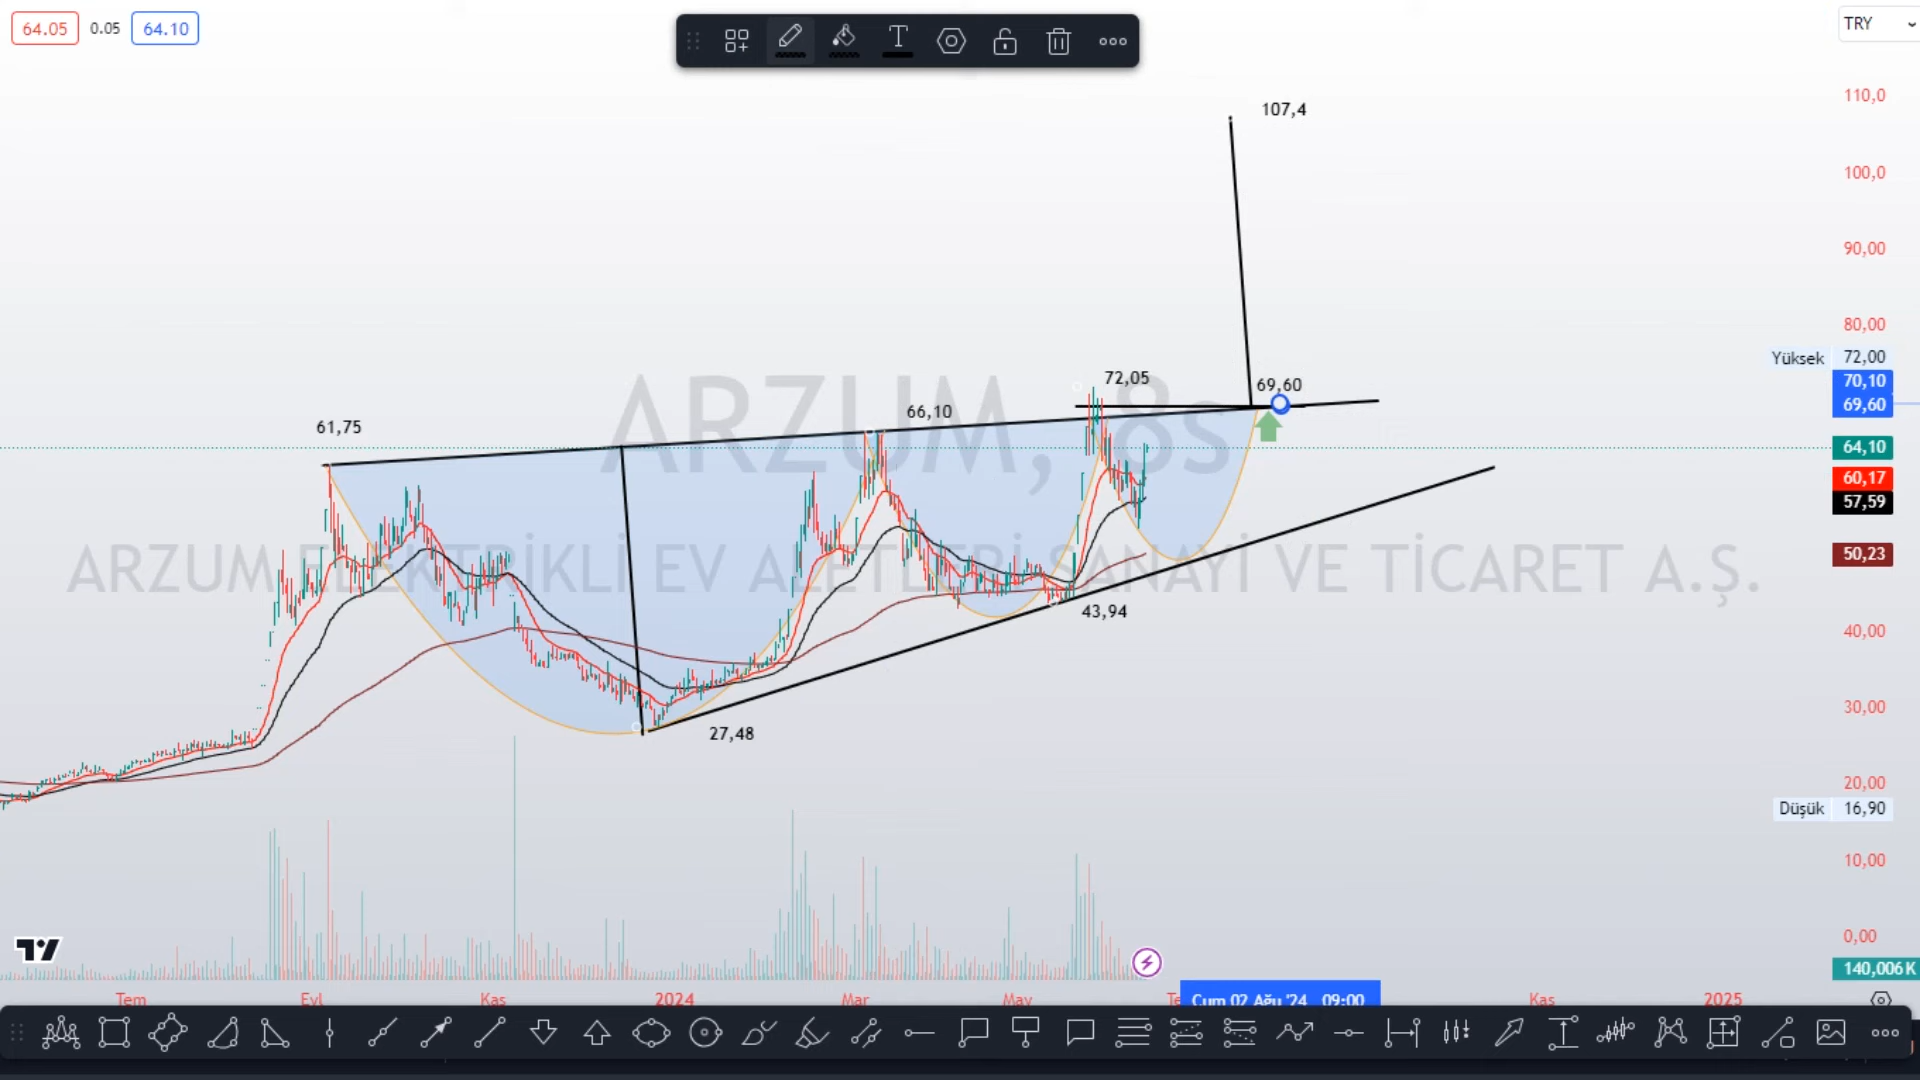 64.05 0.05 64.10
TRY
110,0
107,4
100,0
90,00
80,00
Yüksek 72,00
72,05
70,10
69,60
69,60
66,10
61,75
64,10
60,17
57,59
50,23
ARZUM, 8s
ARZUM ELEKTRİKLİ EV ALETLERİ SANAYİ VE TİCARET A.Ş.
43,94
40,00
30,00
27,48
20,00
Düşük 16,90
10,00
0,00
140,006 K
Tem Eyl Kas 2024 Mar May Te Cum 02 Ağu '24 09:00 Kas 2025